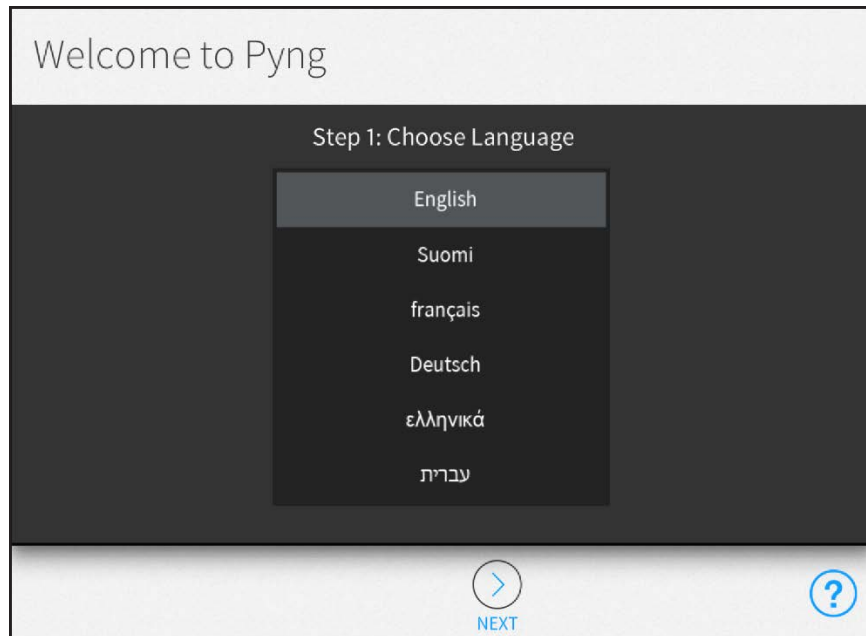 Welcome to Pyng
Step 1: Choose Language
English
Suomi
français
Deutsch
ελληνικά
עברית
NEXT
?